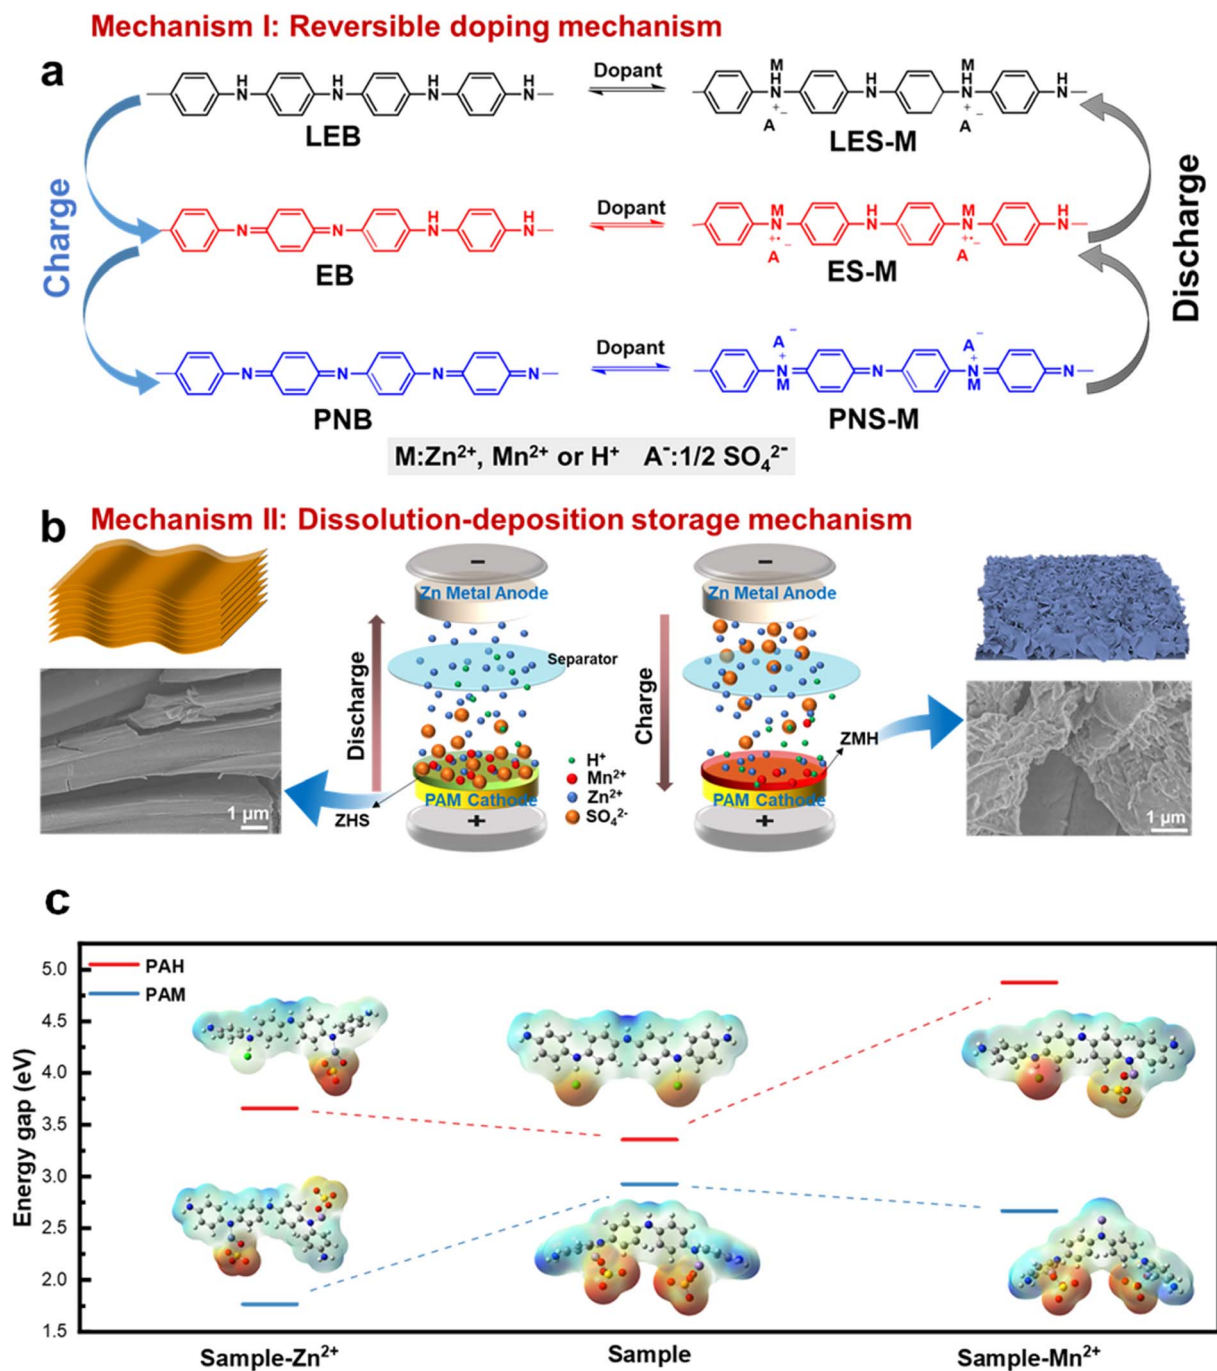 Mechanism I: Reversible doping mechanism
a
H H H H
N N N N
LEB
Dopant
M M
H H H H
N N N N
+ − + −
A A
LES-M
Charge
Discharge
H H
N N N N
EB
Dopant
M H M H
N N N N
+• − +• −
A A
ES-M
N N N N
PNB
Dopant
A − A −
+ +
N N N N
M M
PNS-M
M:Zn²⁺, Mn²⁺ or H⁺ A⁻:1/2 SO₄²⁻
b Mechanism II: Dissolution-deposition storage mechanism
-
Zn Metal Anode
Separator
Discharge
PAM Cathode
+
ZHS
1 µm
H⁺
Mn²⁺
Zn²⁺
SO₄²⁻
-
Zn Metal Anode
Charge
ZMH
PAM Cathode
+
1 µm
c
PAH
PAM
Energy gap (eV)
5.0
4.5
4.0
3.5
3.0
2.5
2.0
1.5
Sample-Zn²⁺ Sample Sample-Mn²⁺